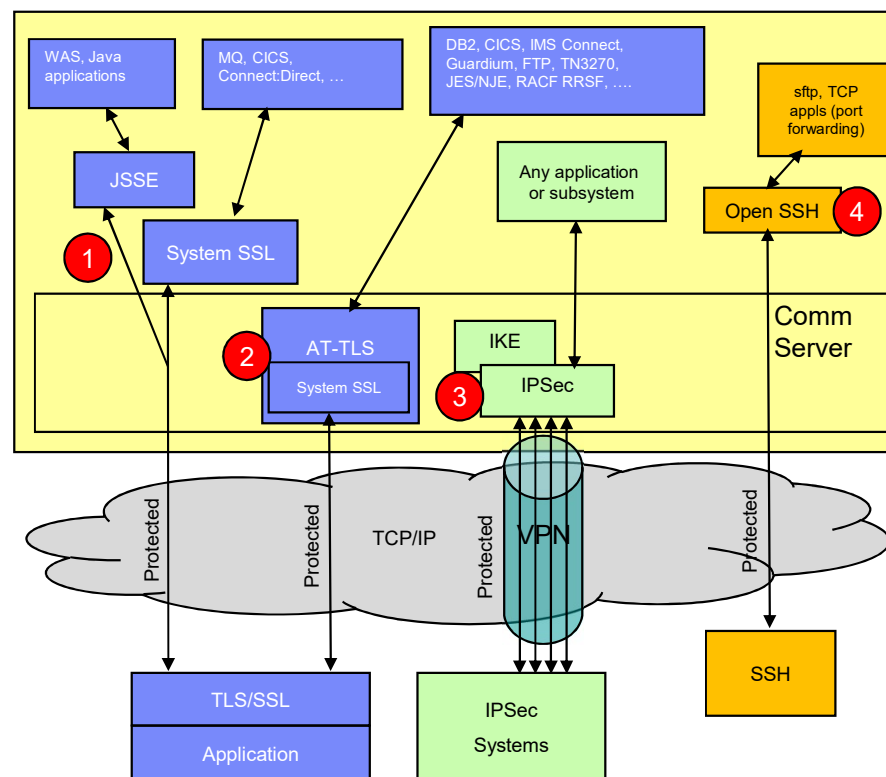 WAS, Java
applications
MQ, CICS,
Connect:Direct, …
DB2, CICS, IMS Connect,
Guardium, FTP, TN3270,
JES/NJE, RACF RRSF, ….
sftp, TCP
appls (port
forwarding)
JSSE
Any application
or subsystem
Open SSH
4
1
System SSL
Comm
Server
2
AT-TLS
System SSL
IKE
3
IPSec
Protected
TCP/IP
Protected
Protected
VPN
Protected
TLS/SSL
Application
IPSec
Systems
SSH